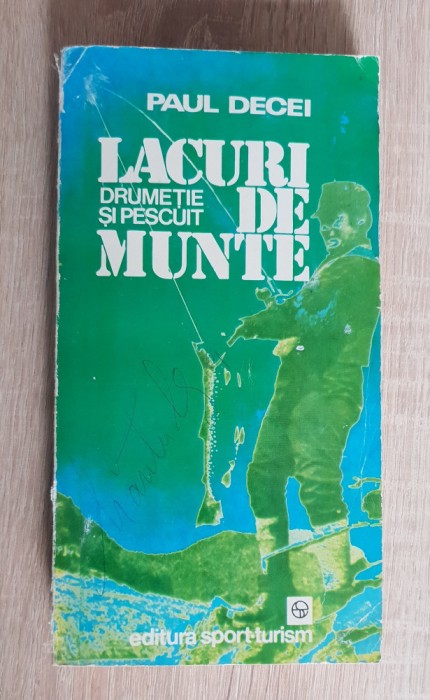 PAUL DECEI
LACURI
DRUMEȚIE
ȘI PESCUIT
DE
MUNTE
editura sport-turism